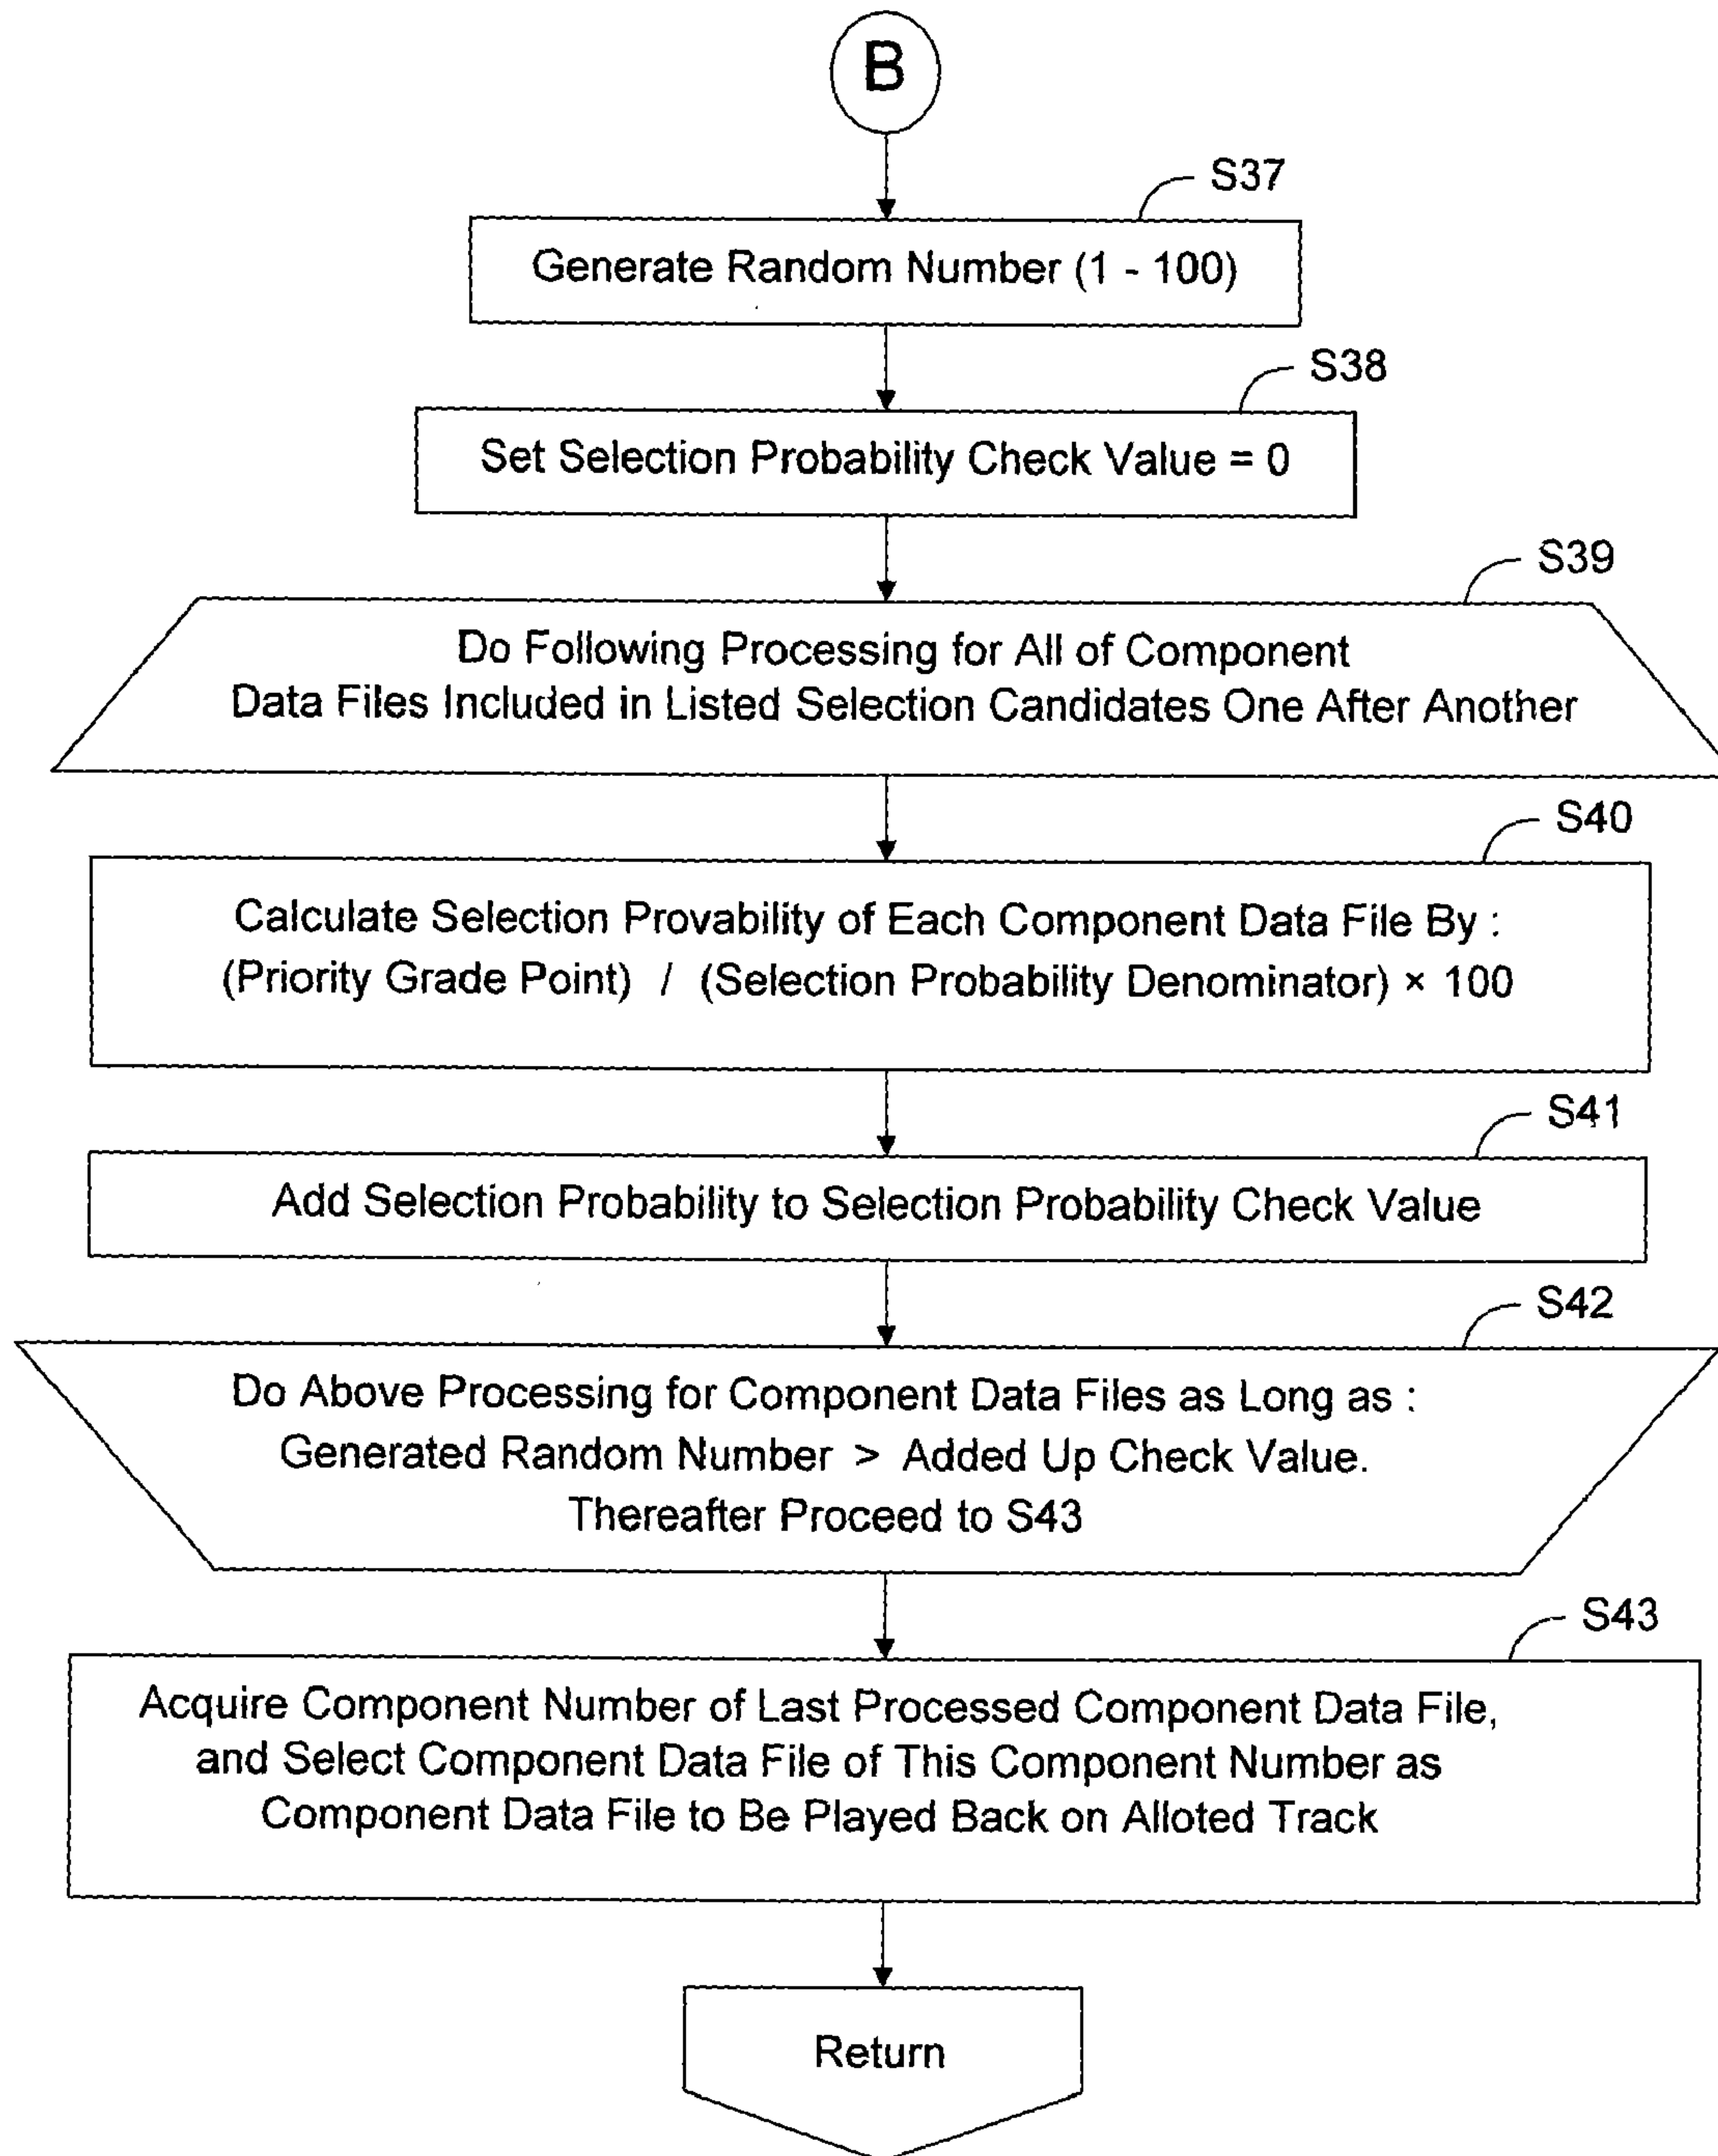 B
S37
Generate Random Number (1 - 100)
S38
Set Selection Probability Check Value = 0
S39
Do Following Processing for All of Component
Data Files Included in Listed Selection Candidates One After Another
S40
Calculate Selection Provability of Each Component Data File By :
(Priority Grade Point) / (Selection Probability Denominator) × 100
S41
Add Selection Probability to Selection Probability Check Value
S42
Do Above Processing for Component Data Files as Long as :
Generated Random Number > Added Up Check Value.
Thereafter Proceed to S43
S43
Acquire Component Number of Last Processed Component Data File,
and Select Component Data File of This Component Number as
Component Data File to Be Played Back on Alloted Track
Return